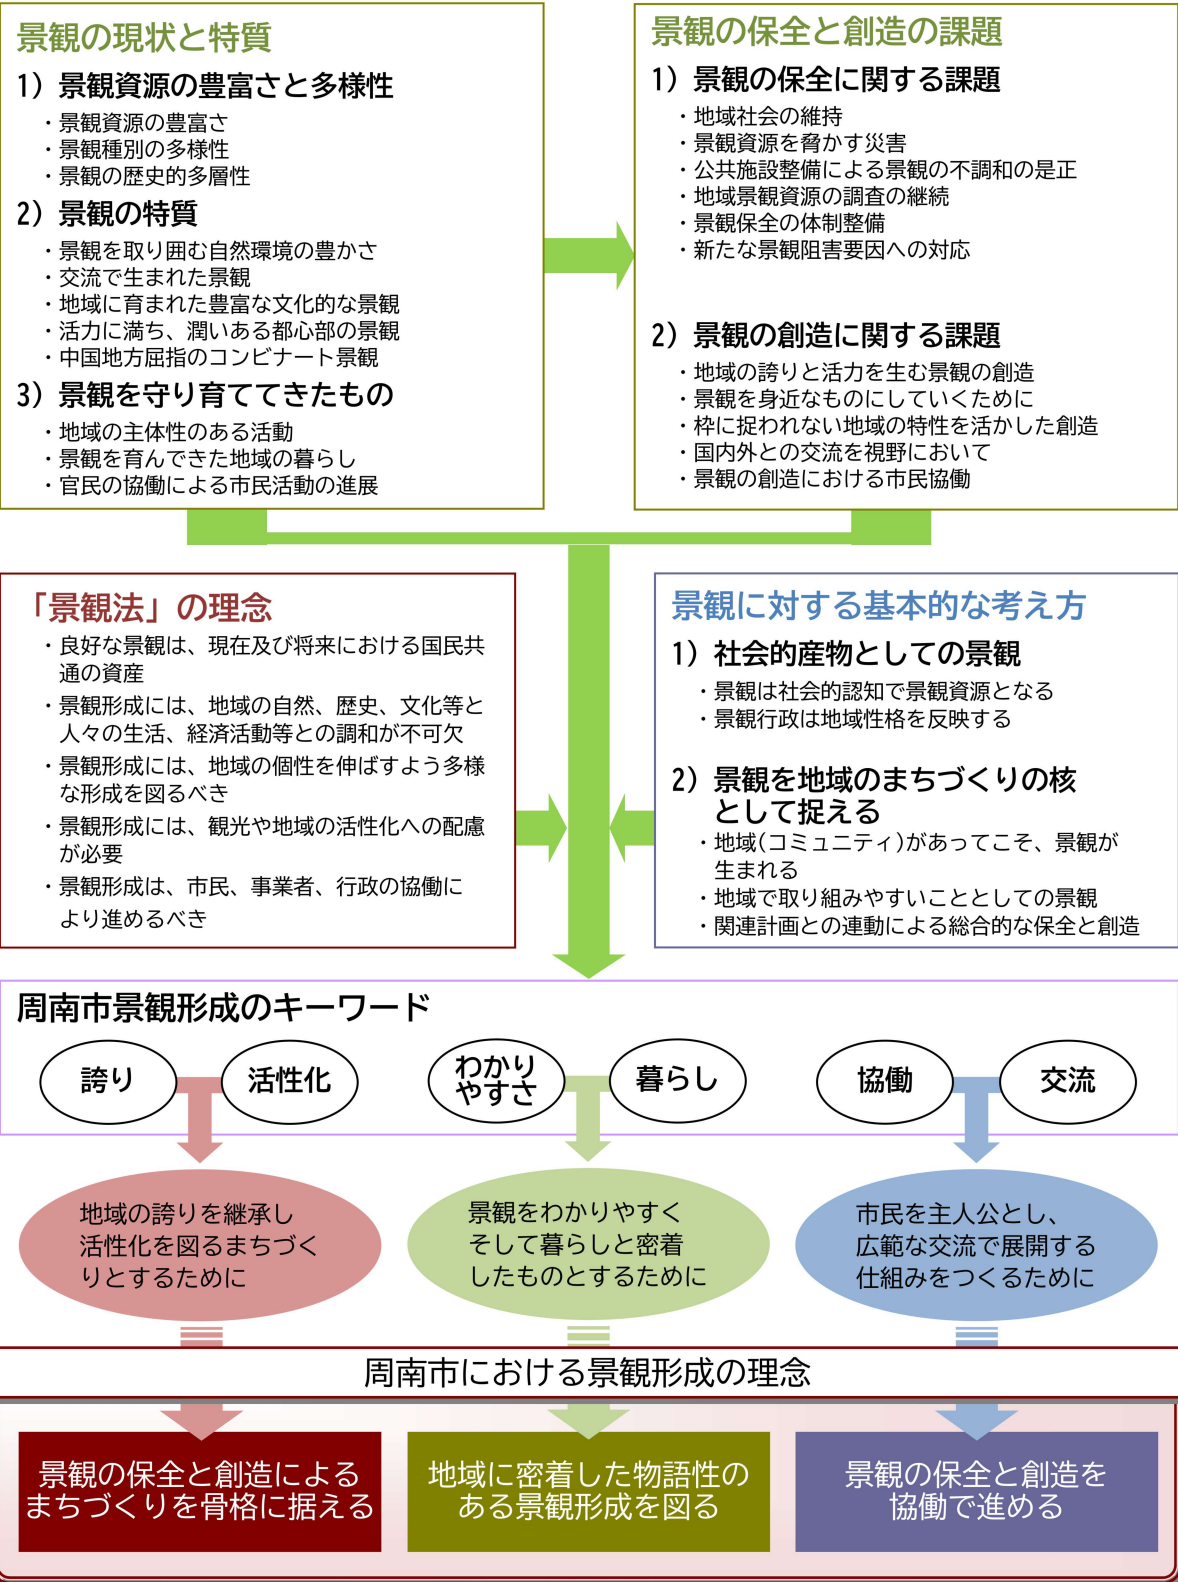 景観の現状と特質
1）景観資源の豊富さと多様性
・景観資源の豊富さ
・景観種別の多様性
・景観の歴史的多層性
2）景観の特質
・景観を取り囲む自然環境の豊かさ
・交流で生まれた景観
・地域に育まれた豊富な文化的な景観
・活力に満ち、潤いある都心部の景観
・中国地方屈指のコンビナート景観
3）景観を守り育ててきたもの
・地域の主体性のある活動
・景観を育んできた地域の暮らし
・官民の協働による市民活動の進展
景観の保全と創造の課題
1）景観の保全に関する課題
・地域社会の維持
・景観資源を脅かす災害
・公共施設整備による景観の不調和の是正
・地域景観資源の調査の継続
・景観保全の体制整備
・新たな景観阻害要因への対応
2）景観の創造に関する課題
・地域の誇りと活力を生む景観の創造
・景観を身近なものにしていくために
・枠に捉われない地域の特性を活かした創造
・国内外との交流を視野において
・景観の創造における市民協働
「景観法」の理念
・良好な景観は、現在及び将来における国民共
通の資産
・景観形成には、地域の自然、歴史、文化等と
人々の生活、経済活動等との調和が不可欠
・景観形成には、地域の個性を伸ばすよう多様
な形成を図るべき
・景観形成には、観光や地域の活性化への配慮
が必要
・景観形成は、市民、事業者、行政の協働に
より進めるべき
景観に対する基本的な考え方
1）社会的産物としての景観
・景観は社会的認知で景観資源となる
・景観行政は地域性格を反映する
2）景観を地域のまちづくりの核
として捉える
・地域(コミュニティ)があってこそ、景観が
生まれる
・地域で取り組みやすいこととしての景観
・関連計画との連動による総合的な保全と創造
周南市景観形成のキーワード
誇り
活性化
わかり
やすさ
暮らし
協働
交流
地域の誇りを継承し
活性化を図るまちづく
りとするために
景観をわかりやすく
そして暮らしと密着
したものとするために
市民を主人公とし、
広範な交流で展開する
仕組みをつくるために
周南市における景観形成の理念
景観の保全と創造による
まちづくりを骨格に据える
地域に密着した物語性の
ある景観形成を図る
景観の保全と創造を
協働で進める